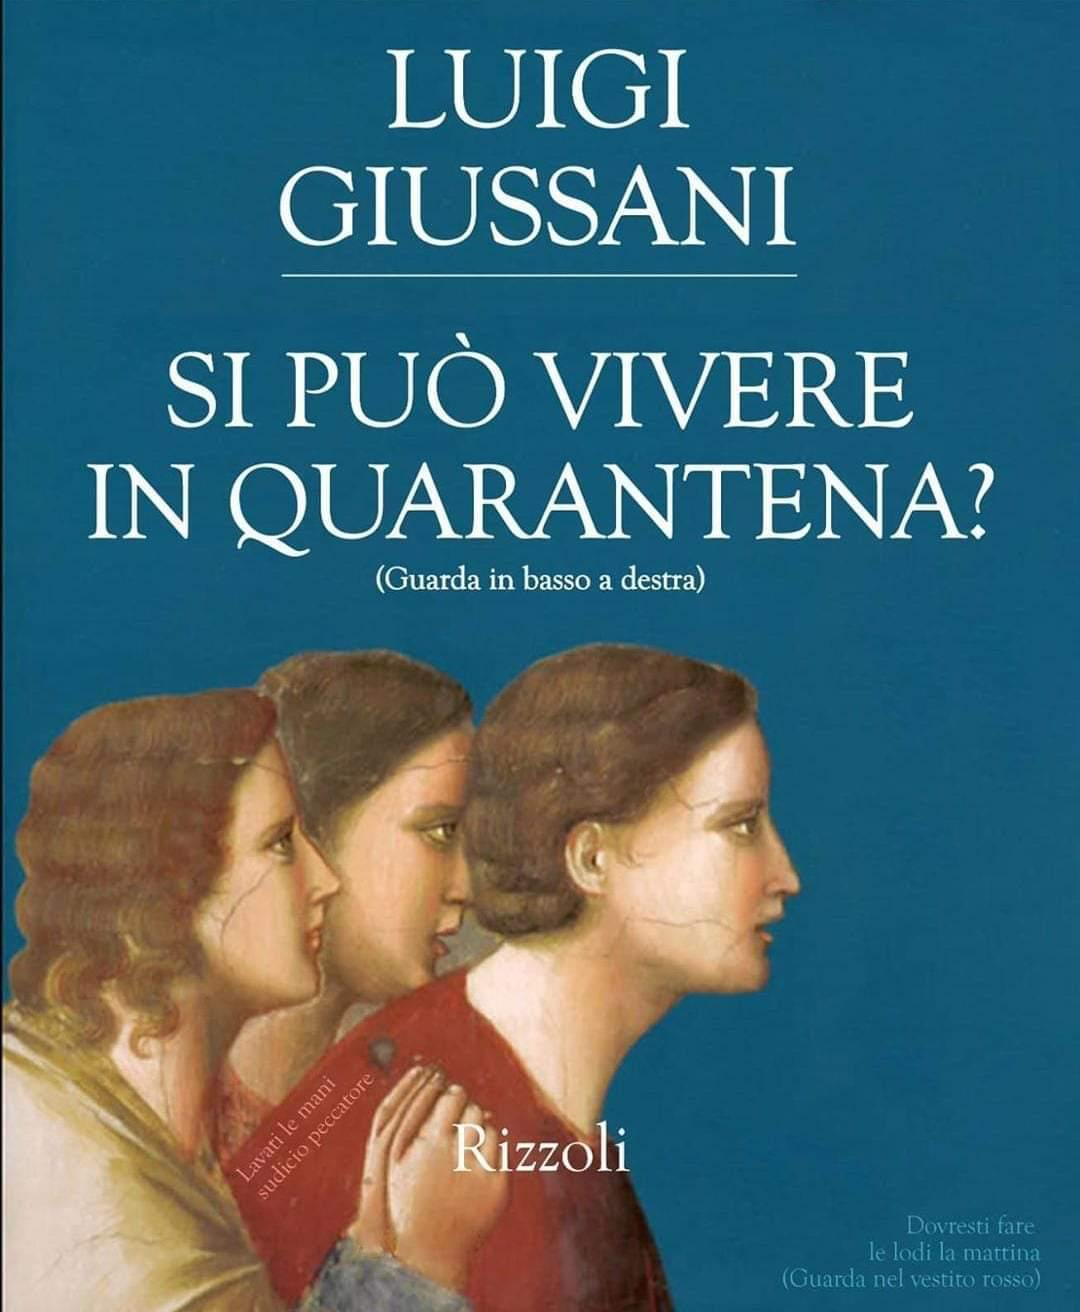 LUIGI
GIUSSANI
SI PUÒ VIVERE
IN QUARANTENA?
(Guarda in basso a destra)
Lavati le mani
sudicio peccatore
Rizzoli
Dovresti fare
le lodi la mattina
(Guarda nel vestito rosso)